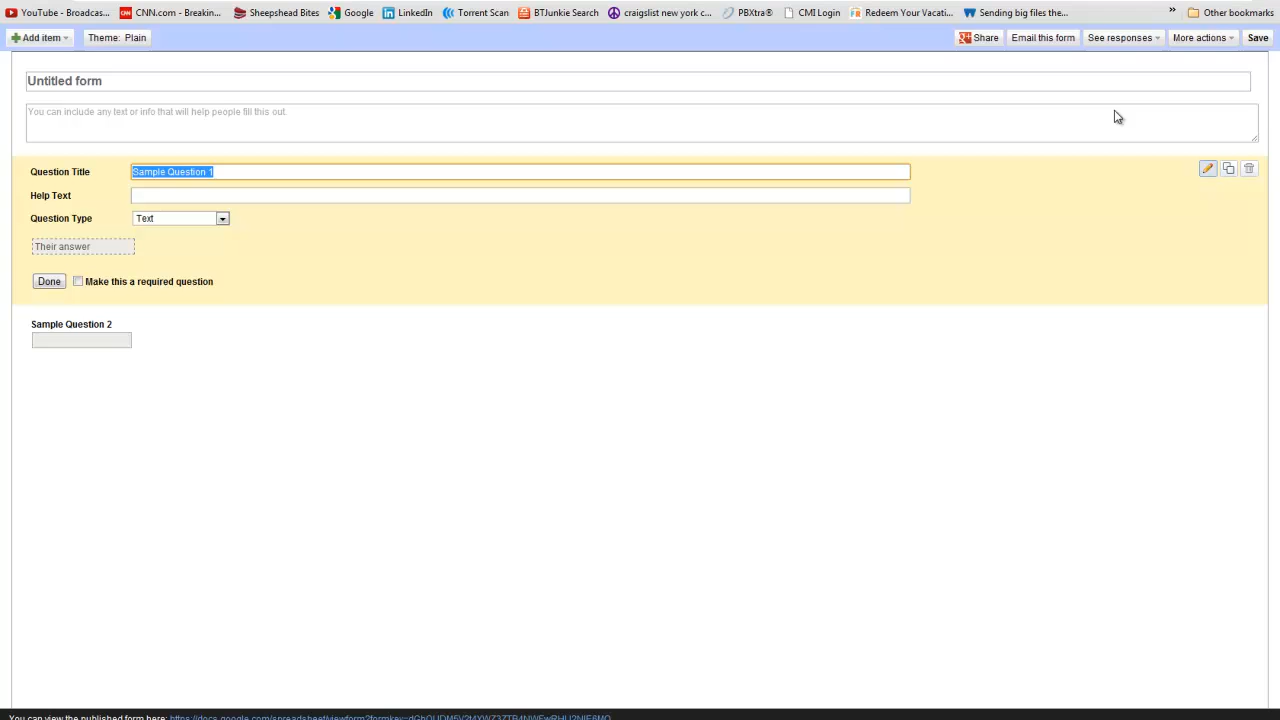 YouTube - Broadcas... CNN.com - Breakin... Sheepshead Bites Google LinkedIn Torrent Scan BTJunkie Search craigslist new york c... PBXtra® CMI Login Redeem Your Vacati... Sending big files the... » Other bookmarks
Add item Theme: Plain Share Email this form See responses More actions Save
Untitled form
You can include any text or info that will help people fill this out.
Question Title Sample Question 1
Help Text
Question Type Text
Their answer
Done Make this a required question
Sample Question 2
You can view the published form here: